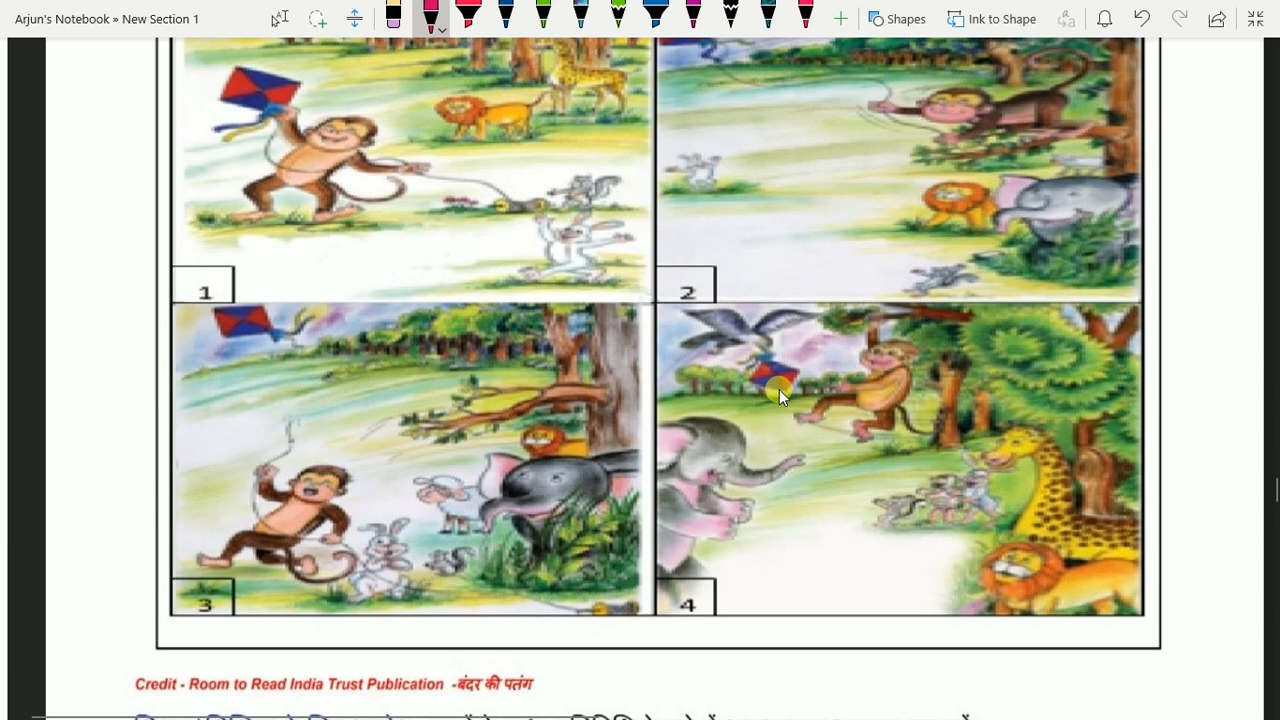 Arjun's Notebook » New Section 1
Shapes
Ink to Shape
1
2
3
4
Credit - Room to Read India Trust Publication -बंदर की पतंग